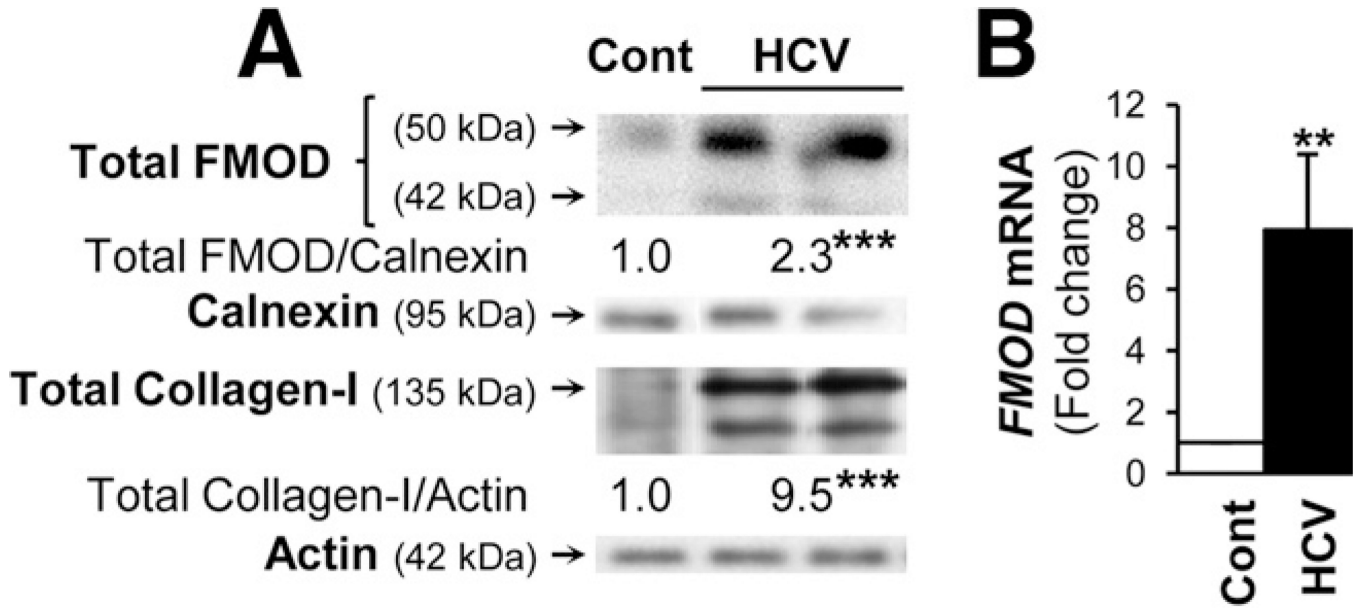 A
B
Cont HCV
Total FMOD (50 kDa) →
(42 kDa) →
Total FMOD/Calnexin 1.0 2.3***
Calnexin (95 kDa) →
Total Collagen-I (135 kDa) →
Total Collagen-I/Actin 1.0 9.5***
Actin (42 kDa) →
FMOD mRNA
(Fold change)
12
10
8
6
4
2
0
**
Cont
HCV